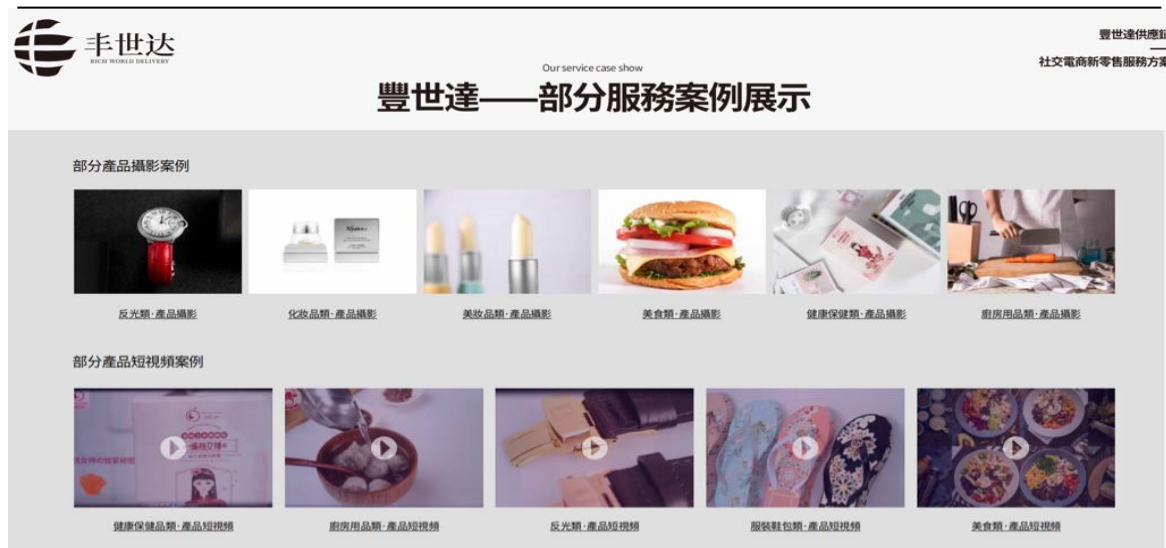 丰世达
RICH WORLD DELIVERY
豐世達供應
社交電商新零售服務方案
Our service case show
豐世達——部分服務案例展示
部分產品攝影案例
反光類·產品攝影
化妝品類·產品攝影
美妝品類·產品攝影
美食類·產品攝影
健康保健類·產品攝影
廚房用品類·產品攝影
部分產品短視頻案例
健康保健品類·產品短視頻
廚房用品類·產品短視頻
反光類·產品短視頻
服裝鞋包類·產品短視頻
美食類·產品短視頻